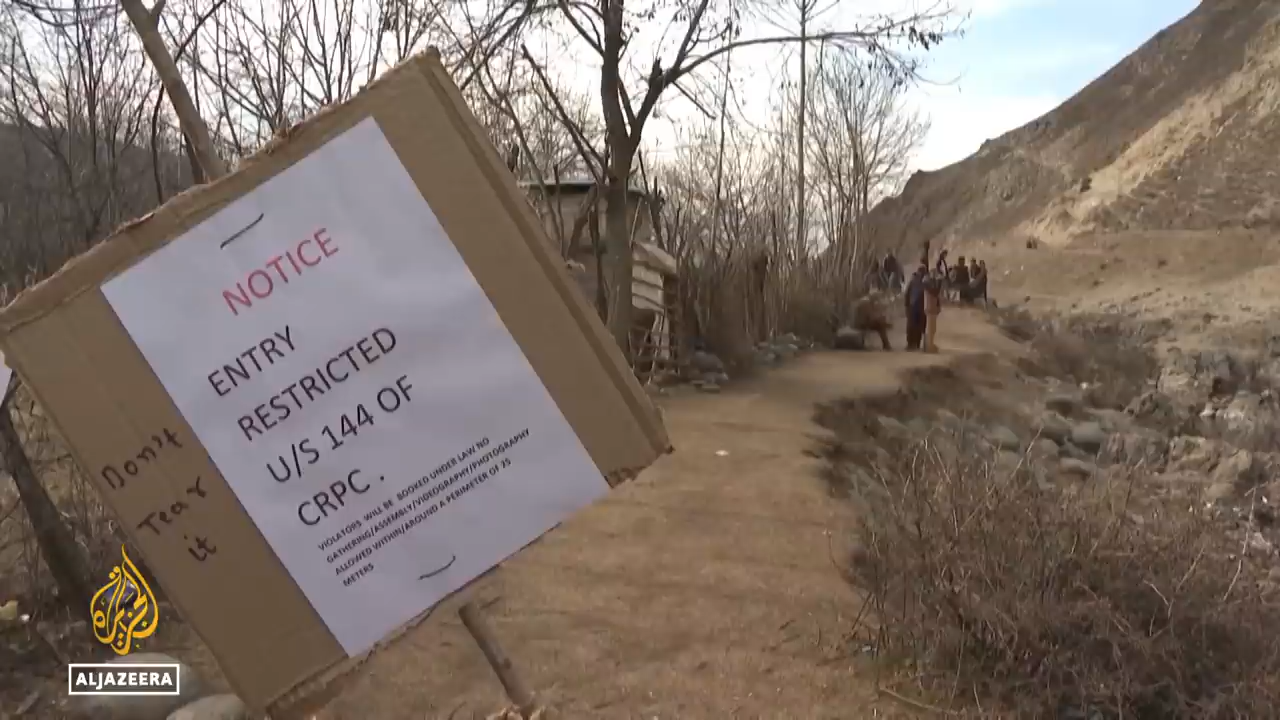 NOTICE
ENTRY
RESTRICTED
U/S 144 OF
CRPC .
VIOLATORS WILL BE BOOKED UNDER LAW NO
GATHERING/ASSEMBLY/VIDEOGRAPHY/PHOTOGRAPHY
ALLOWED WITHIN/AROUND A PERIMETER OF 25
METERS
Don't
Tear
it
الجزيرة
ALJAZEERA